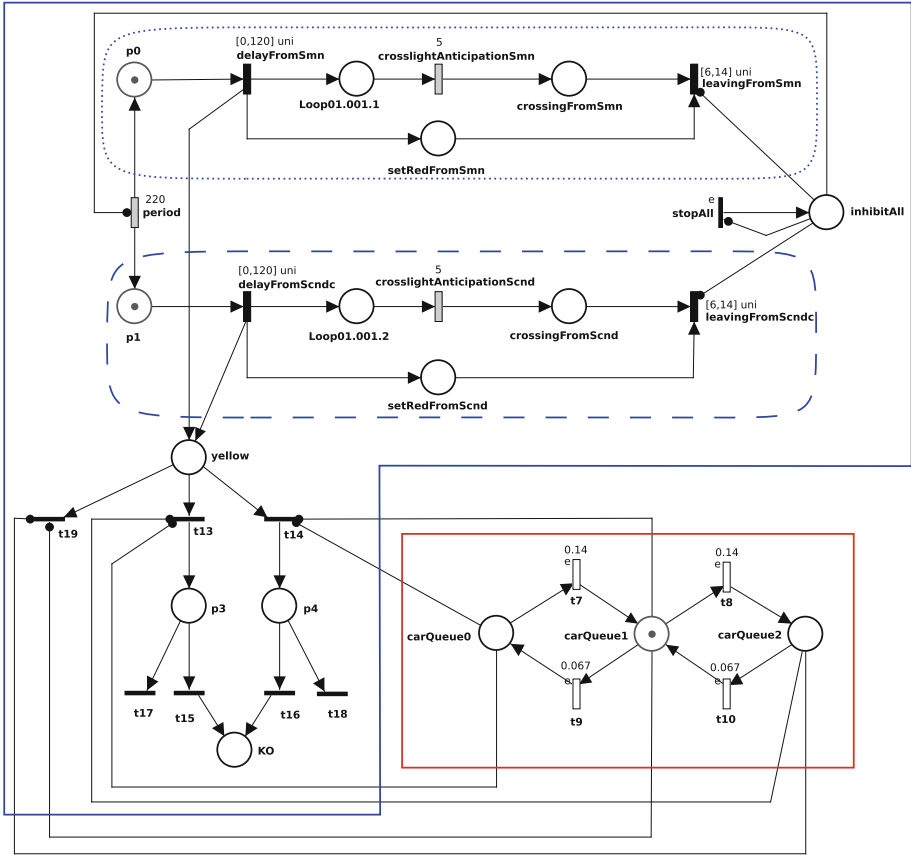 p0
[0,120] uni
delayFromSmn
Loop01.001.1
5
crosslightAnticipationSmn
crossingFromSmn
[6,14] uni
leavingFromSmn
setRedFromSmn
220
period
e
stopAll
inhibitAll
p1
[0,120] uni
delayFromScndc
Loop01.001.2
5
crosslightAnticipationScnd
crossingFromScnd
[6,14] uni
leavingFromScndc
setRedFromScnd
yellow
t19
t13
t14
p3
p4
t17
t15
t16
t18
KO
carQueue0
0.14
e
t7
carQueue1
0.14
e
t8
carQueue2
0.067
e
t9
0.067
e
t10